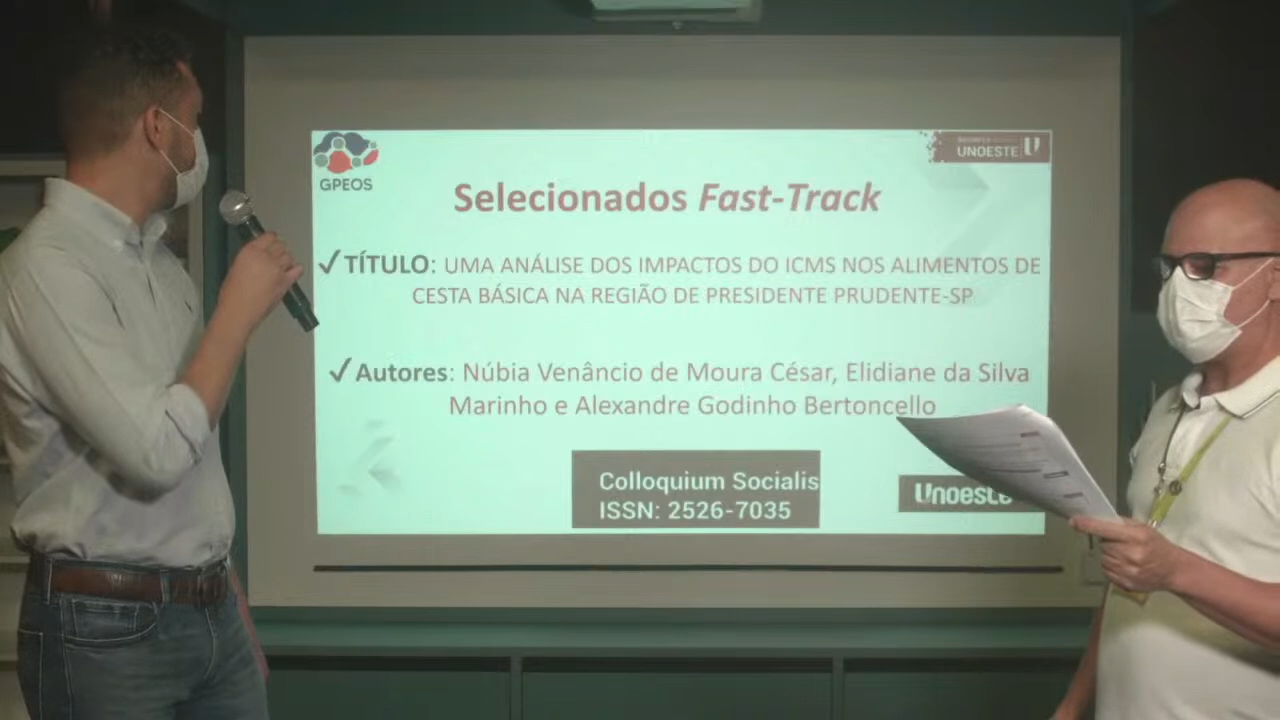 GPEOS
UNOESTE
Selecionados Fast-Track
✓TÍTULO: UMA ANÁLISE DOS IMPACTOS DO ICMS NOS ALIMENTOS DE
CESTA BÁSICA NA REGIÃO DE PRESIDENTE PRUDENTE-SP
✓Autores: Núbia Venâncio de Moura César, Elidiane da Silva
Marinho e Alexandre Godinho Bertoncello
Colloquium Socialis
ISSN: 2526-7035
Unoeste